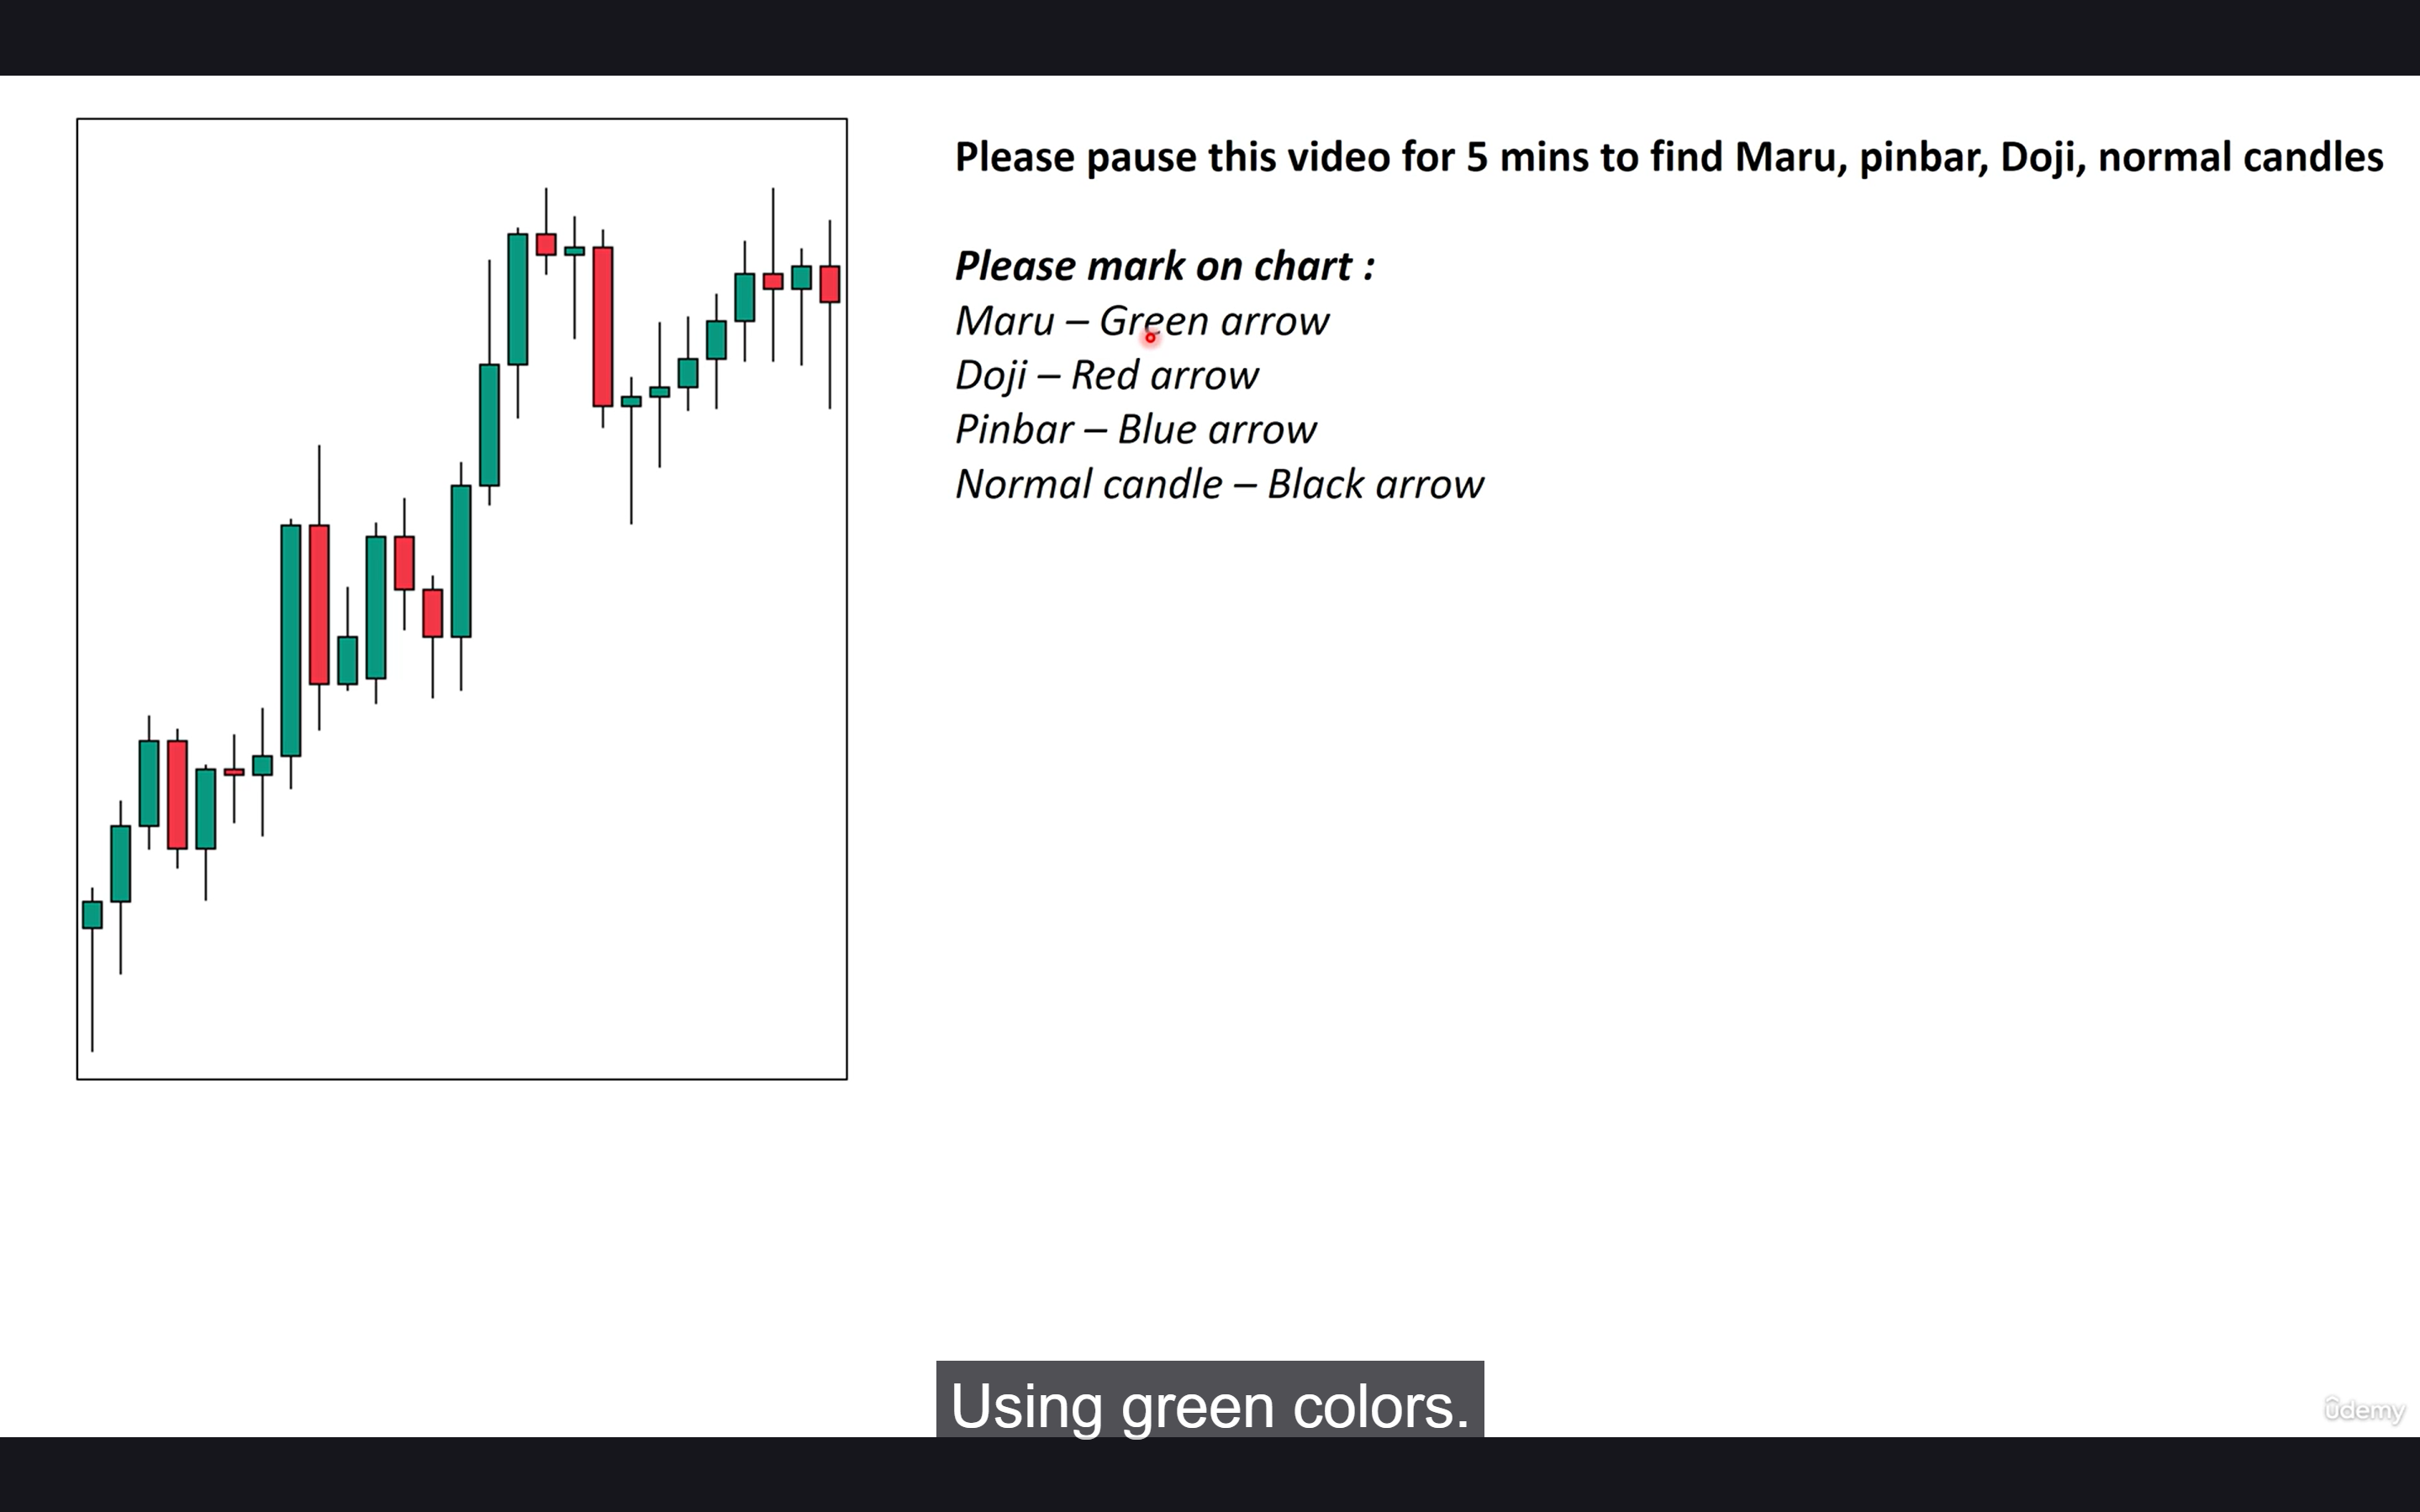 Please pause this video for 5 mins to find Maru, pinbar, Doji, normal candles
Please mark on chart :
Maru – Green arrow
Doji – Red arrow
Pinbar – Blue arrow
Normal candle – Black arrow
Using green colors.
ûdemy